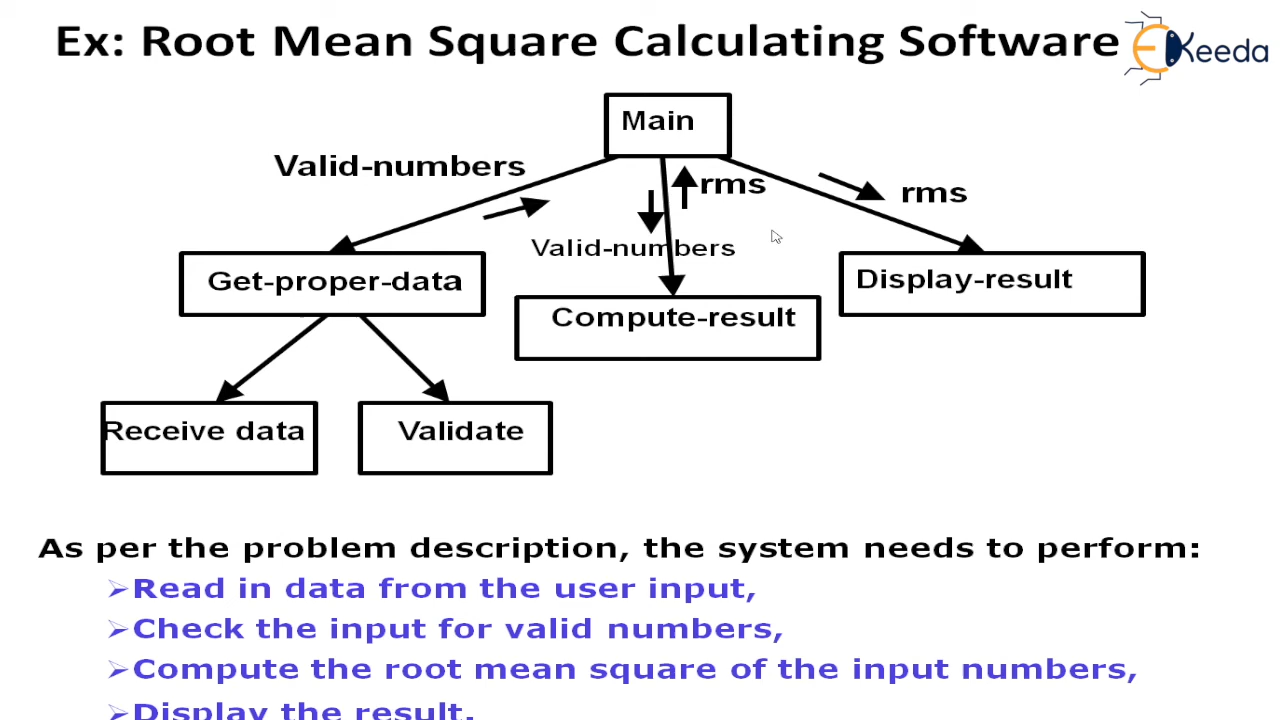 Ex: Root Mean Square Calculating Software
EKeeda
Main
Valid-numbers
rms
rms
Valid-numbers
Get-proper-data
Compute-result
Display-result
Receive data
Validate
As per the problem description, the system needs to perform:
➢Read in data from the user input,
➢Check the input for valid numbers,
➢Compute the root mean square of the input numbers,
➢Display the result.